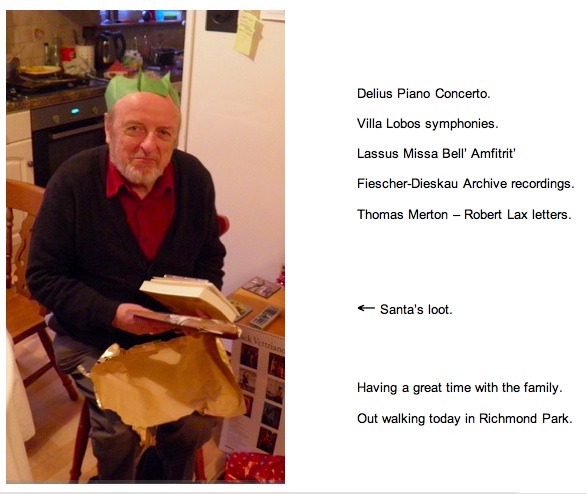 Delius Piano Concerto.
Villa Lobos symphonies.
Lassus Missa Bell' Amfitrit'
Fiescher-Dieskau Archive recordings.
Thomas Merton – Robert Lax letters.
← Santa's loot.
Having a great time with the family.
Out walking today in Richmond Park.